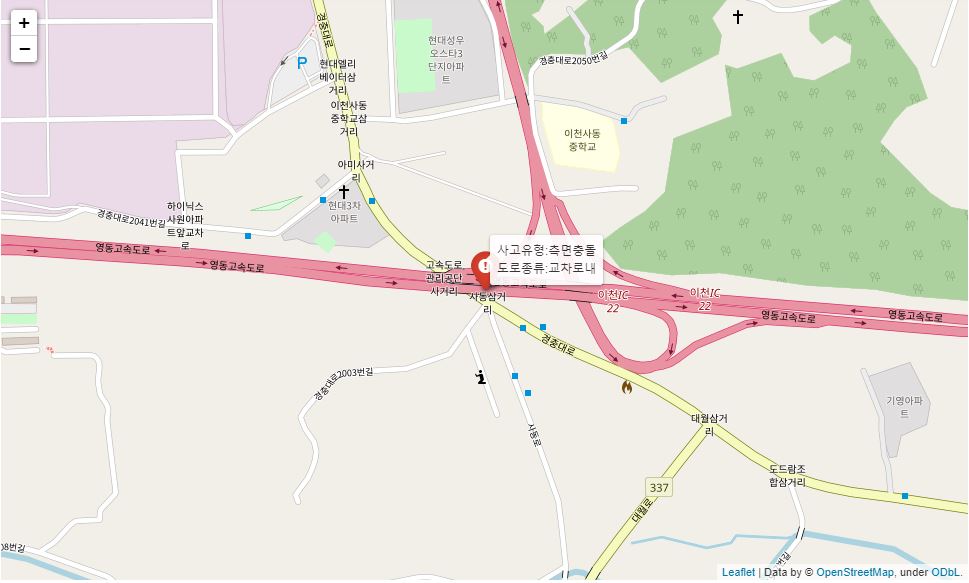 +
−
경충대로
현대성우
오스타3
단지아파
트
P
현대엘리
베이터삼
거리
경충대로2050번길
이천사동
중학교삼
거리
이천사동
중학교
아미사거
리
현대3차
아파트
하이닉스
사원아파
트앞교차
로
경충대로2041번길
영동고속도로
영동고속도로
고속도로
관리공단
사거리
사고유형:측면충돌
도로종류:교차로내
사동삼거
리
이천IC
22
이천IC
22
영동고속도로
영동고속도로
경충대로
경충대로2003번길
사동로
기영아파
트
대월삼거
리
도드람조
합삼거리
337
대월로
08번길
번길
Leaflet | Data by © OpenStreetMap, under ODbL.